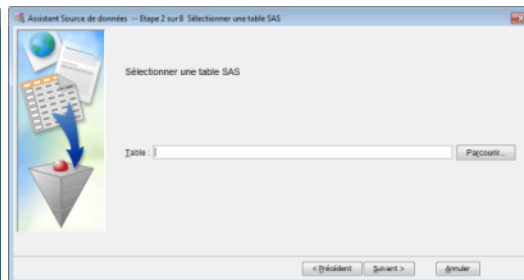 Assistant Source de données -- Etape 2 sur 8 Sélectionner une table SAS
Sélectionner une table SAS
Table : Parcourir...
< Précédent Suivant > Annuler